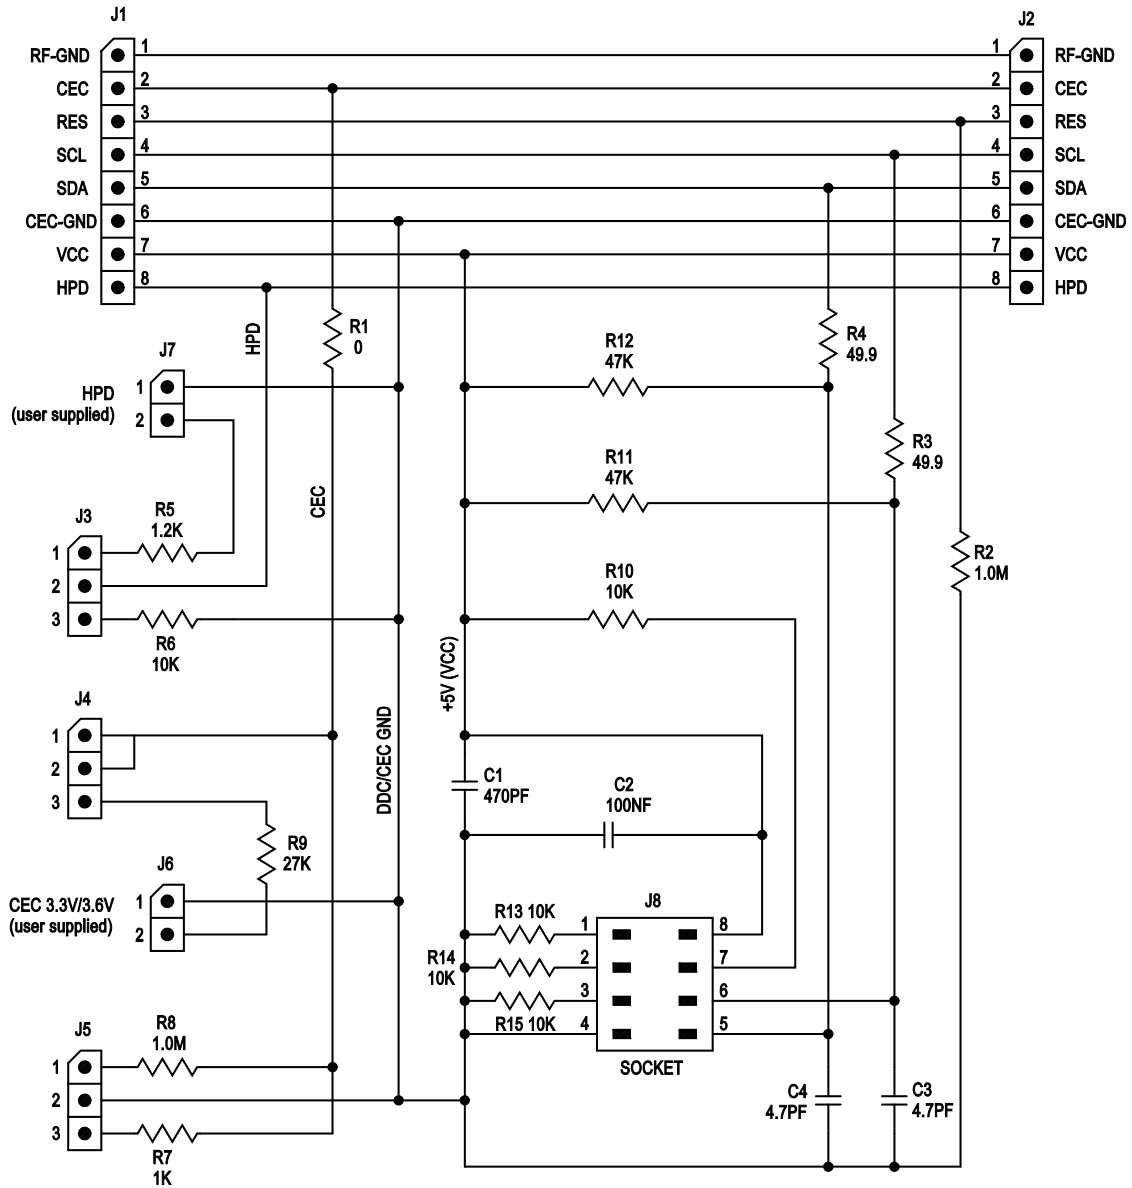 J1
J2
RF-GND 1 1 RF-GND
CEC 2 2 CEC
RES 3 3 RES
SCL 4 4 SCL
SDA 5 5 SDA
CEC-GND 6 6 CEC-GND
VCC 7 7 VCC
HPD 8 8 HPD
HPD
R1
0
R12
47K
R4
49.9
J7
HPD
(user supplied)
1
2
R11
47K
R3
49.9
CEC
J3
R5
1.2K
1
2
3
R6
10K
R10
10K
R2
1.0M
+5V (VCC)
DDC/CEC GND
J4
1
2
3
C1
470PF
C2
100NF
R9
27K
J6
CEC 3.3V/3.6V
(user supplied)
1
2
J8
R13 10K
R14
10K
R15 10K
1 8
2 7
3 6
4 5
SOCKET
J5
R8
1.0M
1
2
3
R7
1K
C4
4.7PF
C3
4.7PF